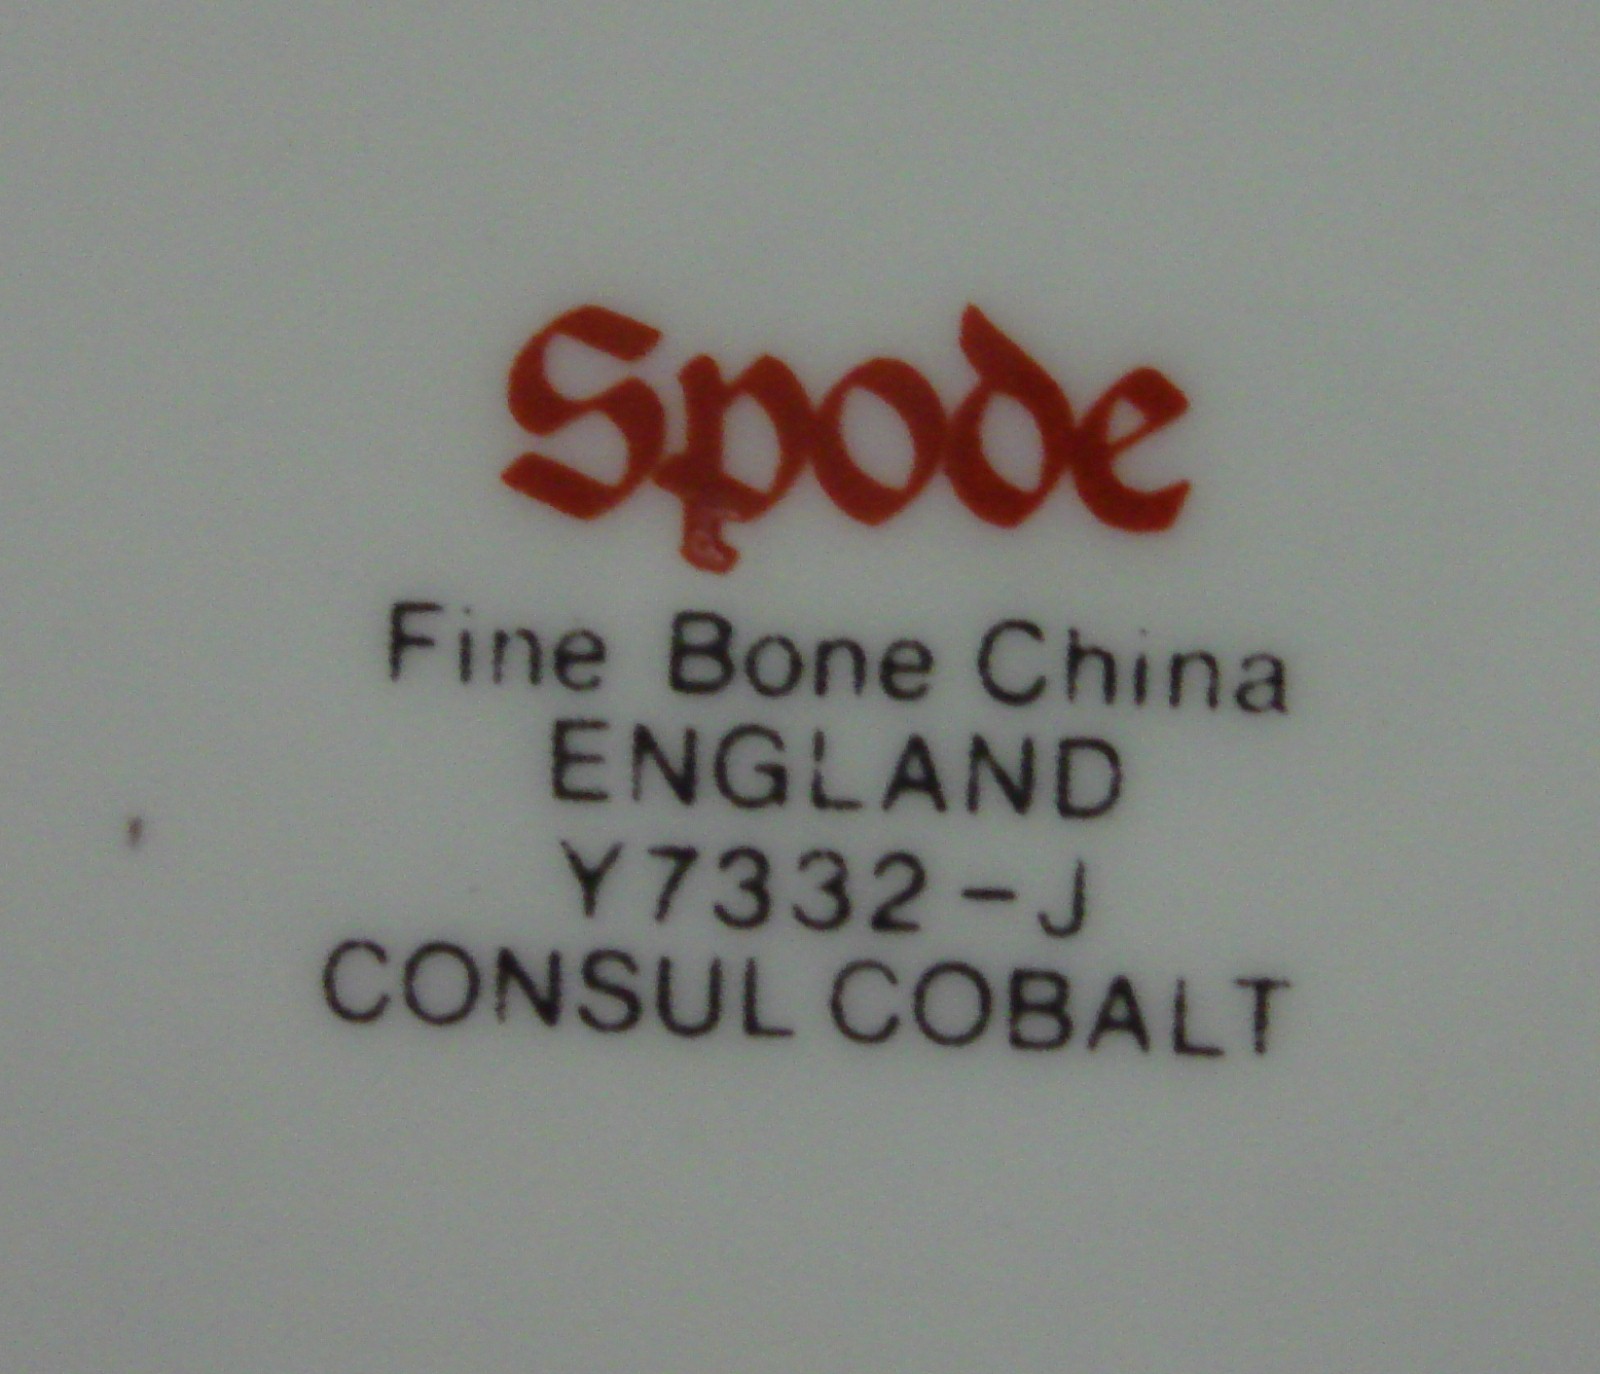 Spode
Fine Bone China
ENGLAND
Y7332-J
CONSUL COBALT